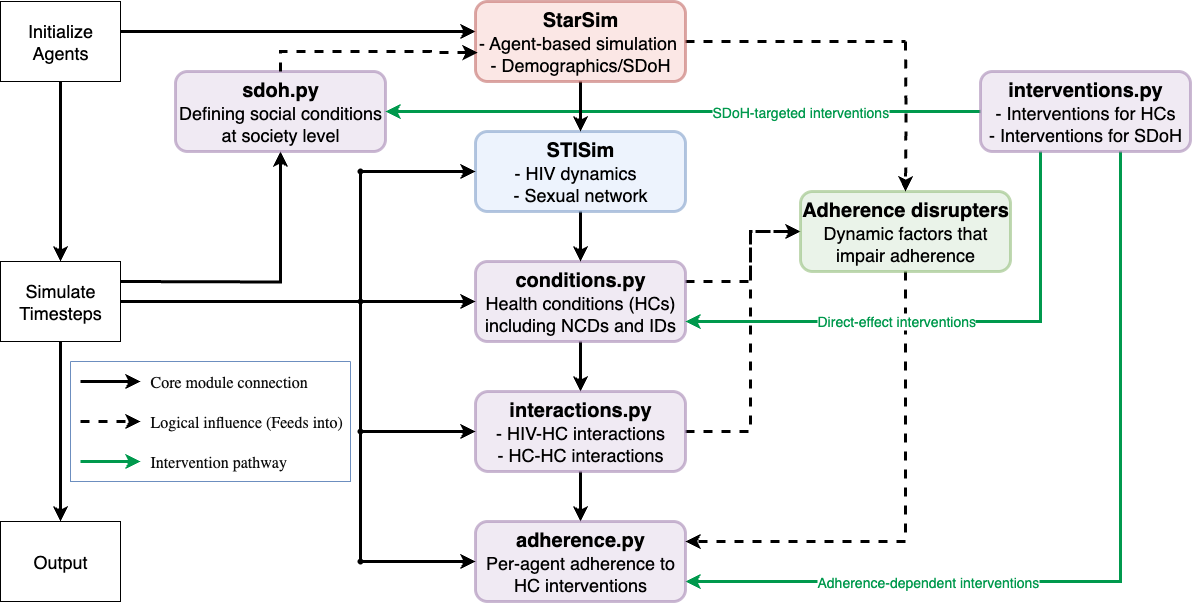 Initialize
Agents
StarSim
- Agent-based simulation
- Demographics/SDoH
sdoh.py
Defining social conditions
at society level
SDoH-targeted interventions
interventions.py
- Interventions for HCs
- Interventions for SDoH
STISim
- HIV dynamics
- Sexual network
Adherence disrupters
Dynamic factors that
impair adherence
Simulate
Timesteps
conditions.py
Health conditions (HCs)
including NCDs and IDs
Direct-effect interventions
Core module connection
Logical influence (Feeds into)
Intervention pathway
interactions.py
- HIV-HC interactions
- HC-HC interactions
Output
adherence.py
Per-agent adherence to
HC interventions
Adherence-dependent interventions